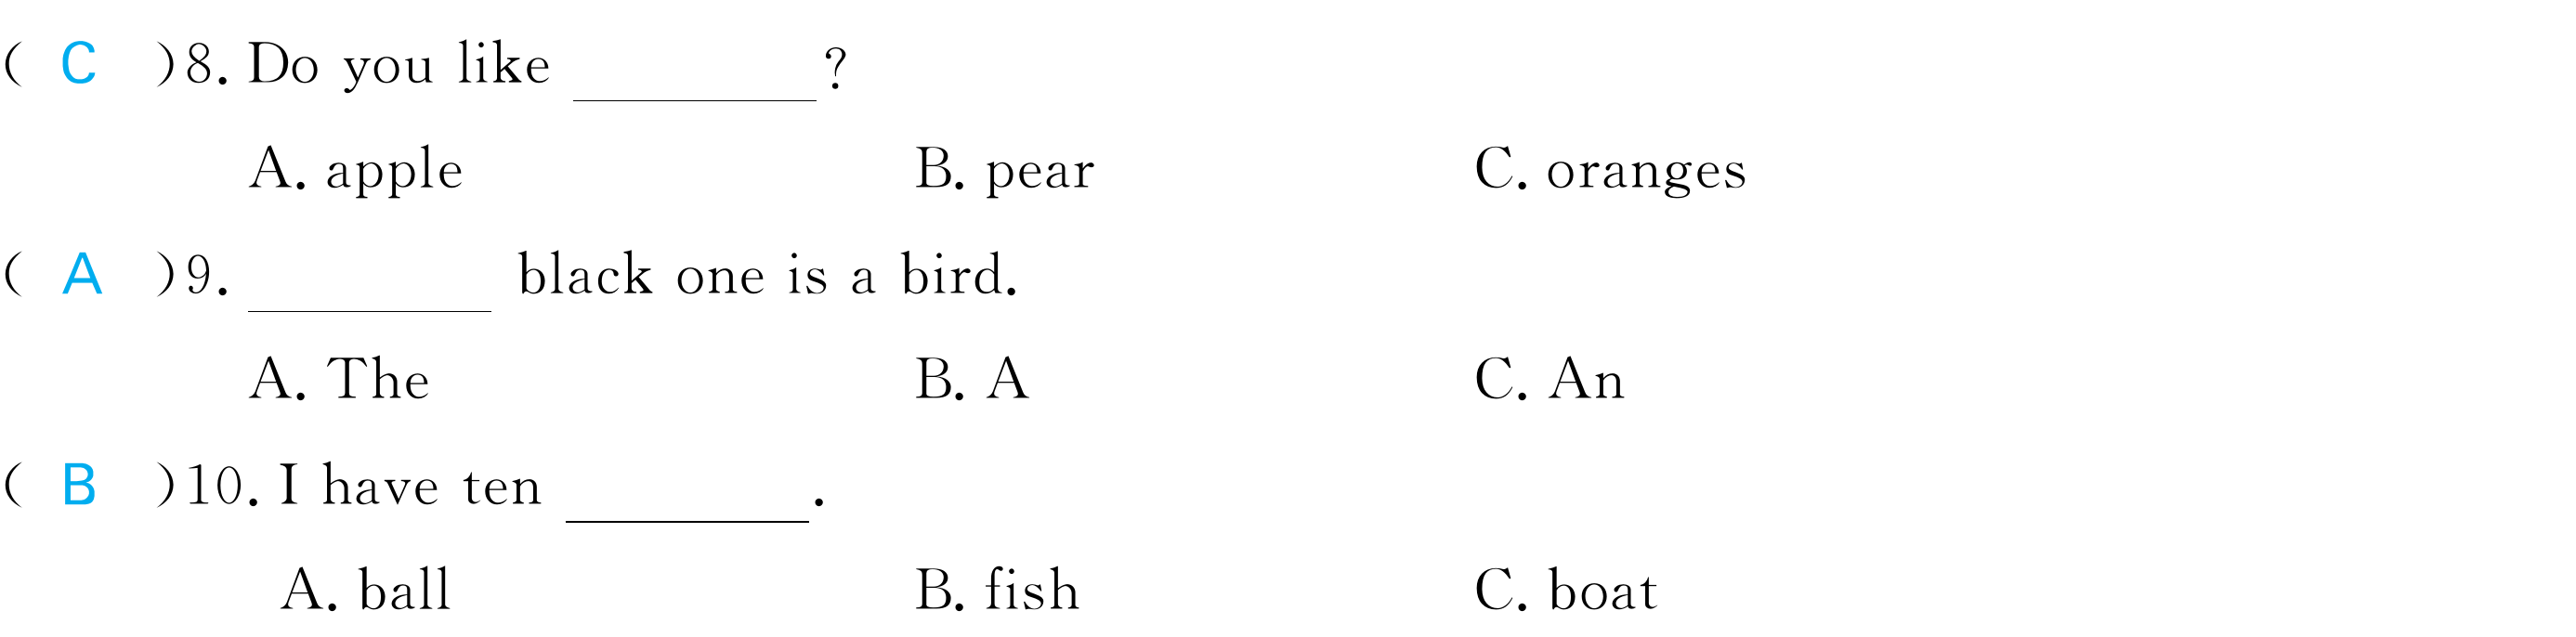 ( C )8. Do you like ________?
A. apple B. pear C. oranges
( A )9. ________ black one is a bird.
A. The B. A C. An
( B )10. I have ten ________.
A. ball B. fish C. boat